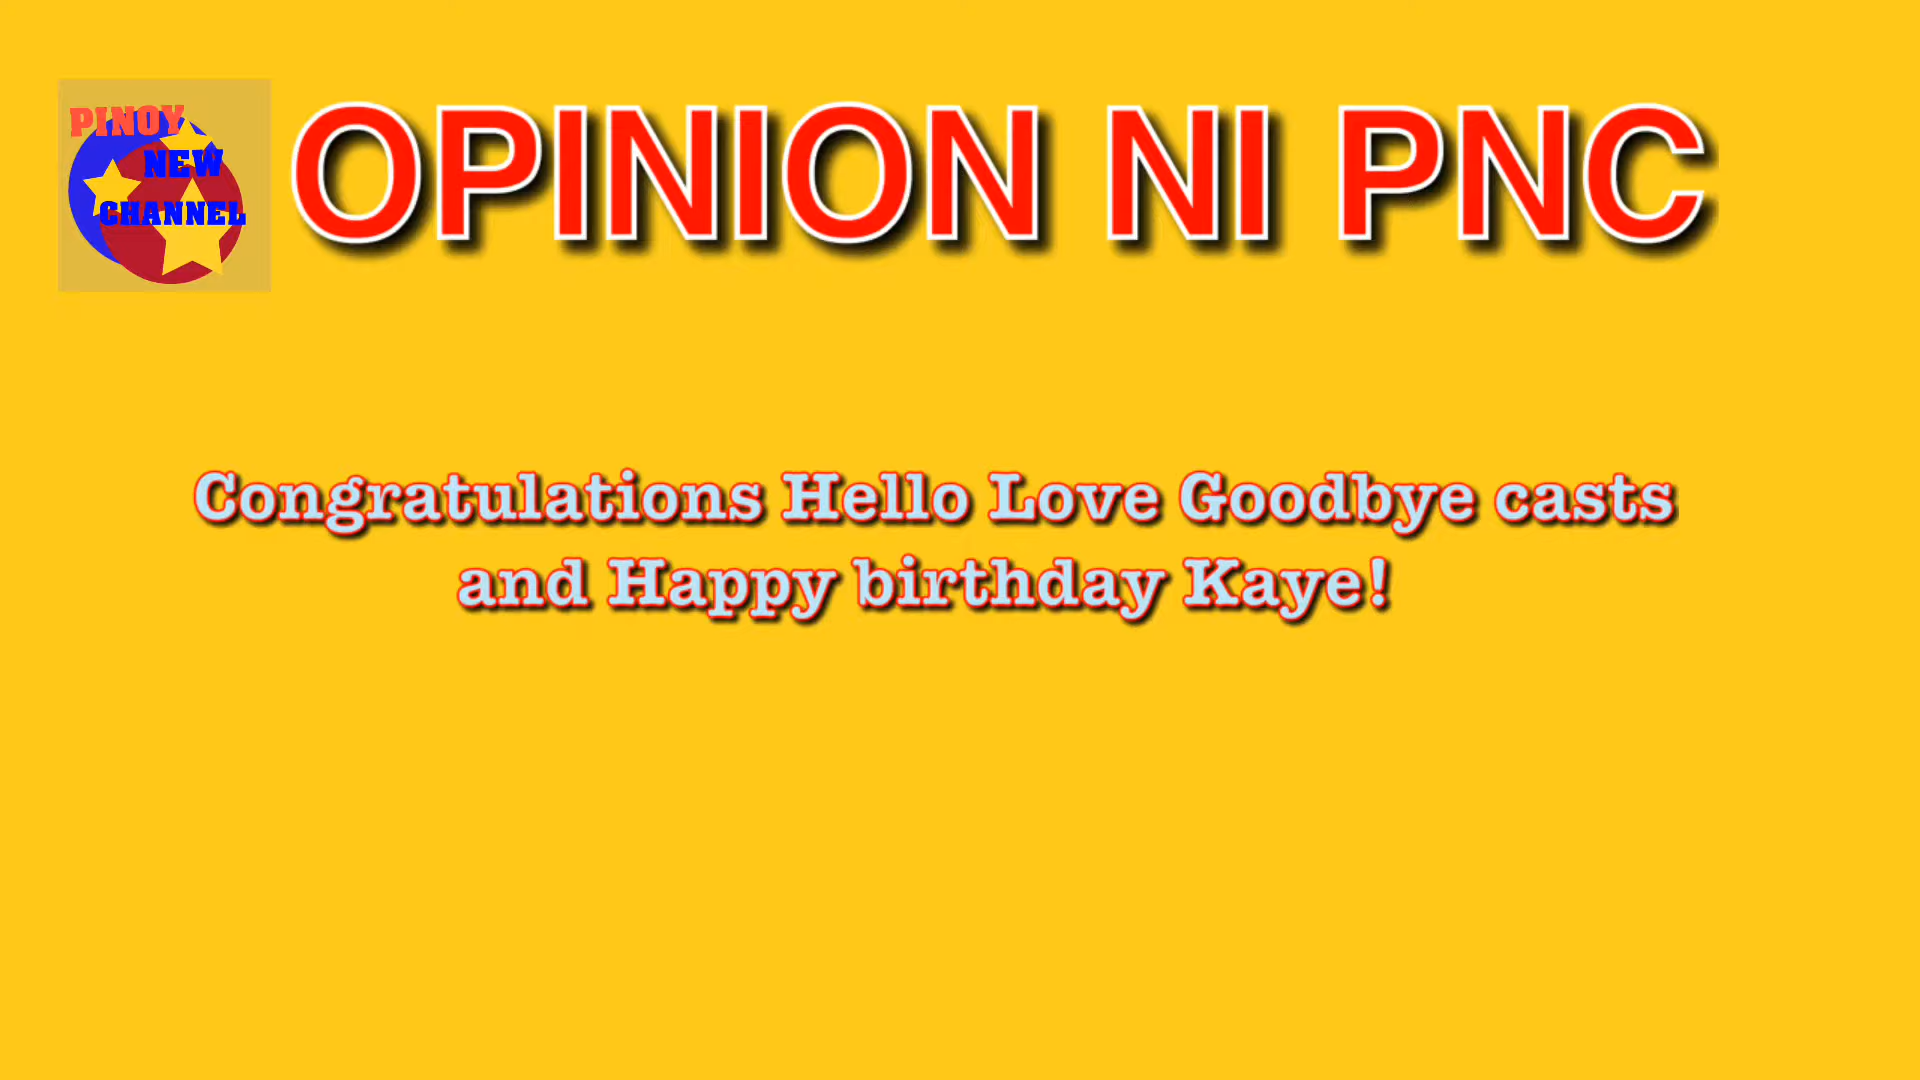 PINOY
NEW
CHANNEL
OPINION NI PNC
Congratulations Hello Love Goodbye casts
and Happy birthday Kaye!